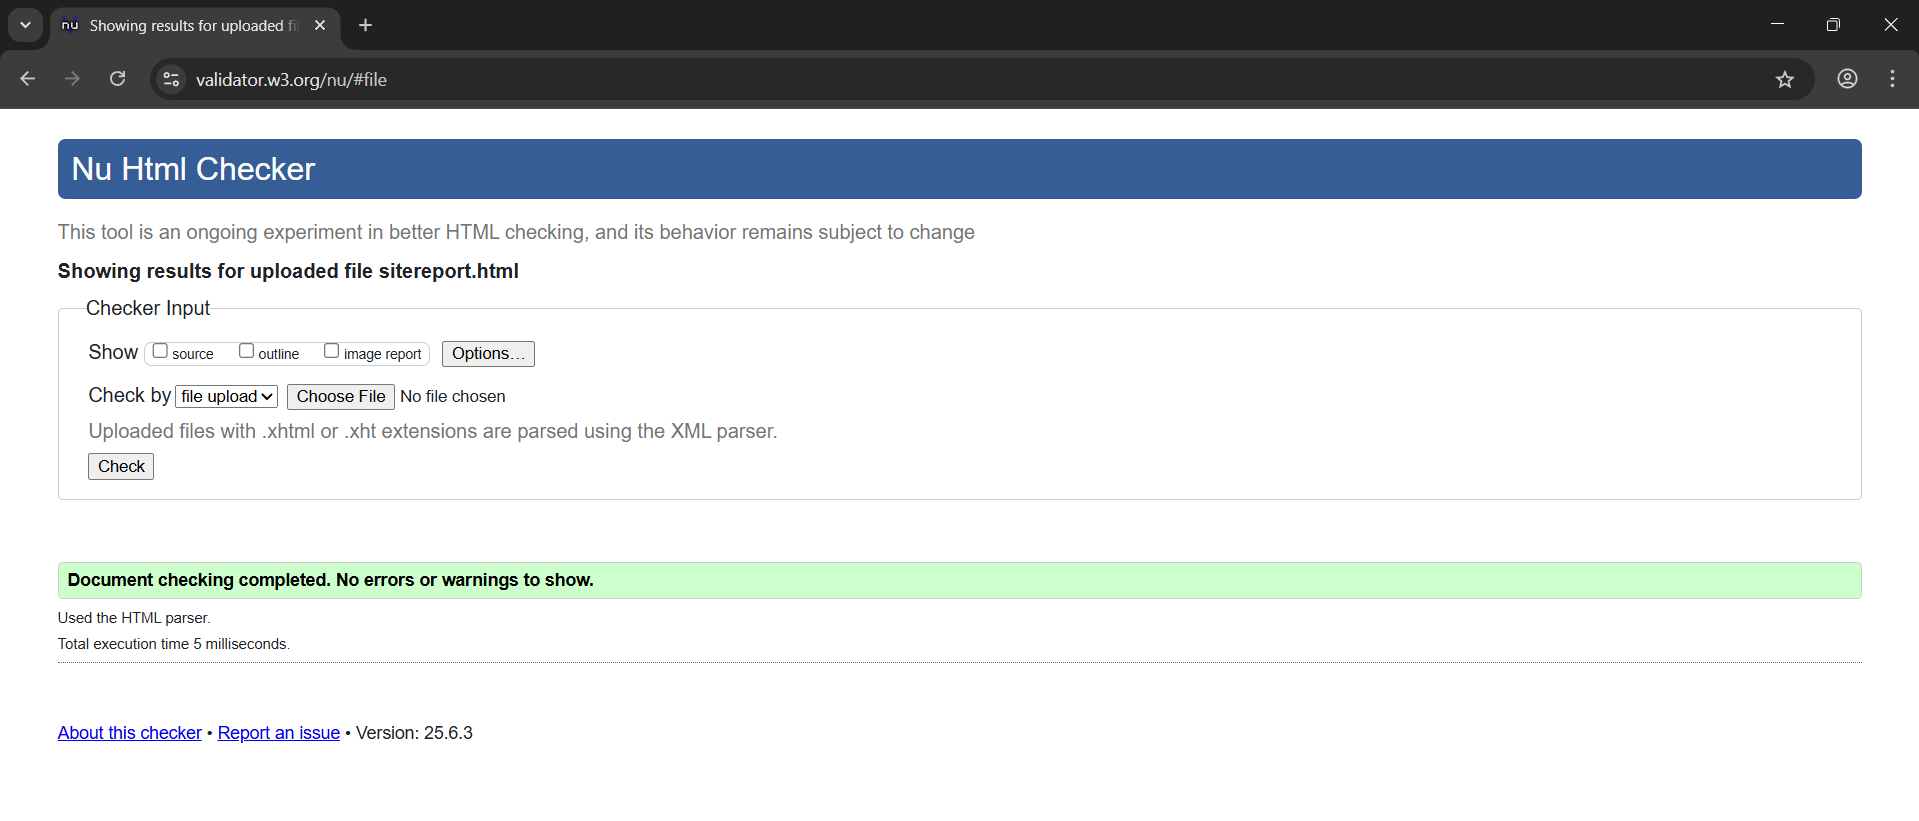 nu Showing results for uploaded fi
validator.w3.org/nu/#file
Nu Html Checker
This tool is an ongoing experiment in better HTML checking, and its behavior remains subject to change
Showing results for uploaded file sitereport.html
Checker Input
Show source outline image report Options...
Check by file upload Choose File No file chosen
Uploaded files with .xhtml or .xht extensions are parsed using the XML parser.
Check
Document checking completed. No errors or warnings to show.
Used the HTML parser.
Total execution time 5 milliseconds.
About this checker • Report an issue • Version: 25.6.3